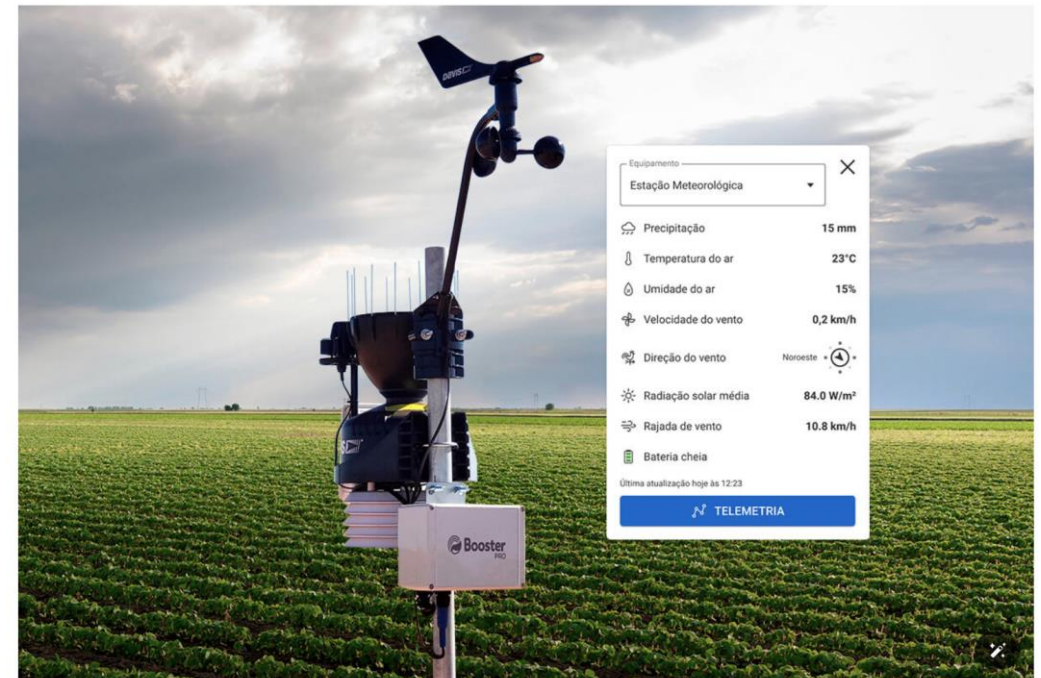 DAVIS
Equipamento
Estação Meteorológica
Precipitação 15 mm
Temperatura do ar 23°C
Umidade do ar 15%
Velocidade do vento 0,2 km/h
Direção do vento Noroeste
Radiação solar média 84.0 W/m²
Rajada de vento 10.8 km/h
Bateria cheia
Última atualização hoje às 12:23
TELEMETRIA
Booster
PRO